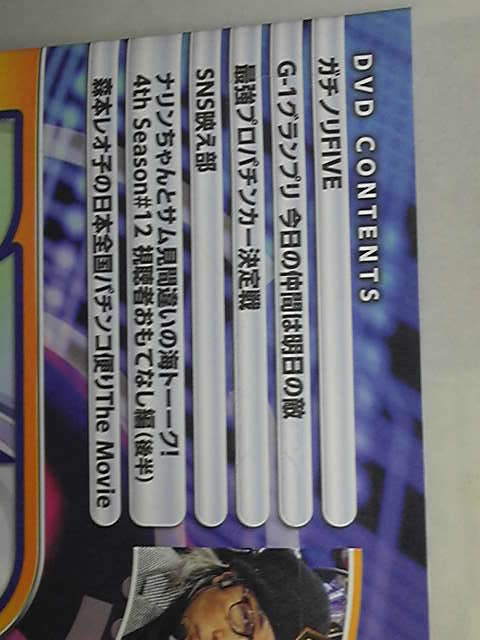 DVD CONTENTS
ガチノリFIVE
G-1グランプリ 今日の仲間は明日の敵
最強プロパチンカー決定戦
SNS映え部
ナリンちゃんとサム見間違いの海トーーク!
4th Season#12 視聴者おもてなし編(後半)
森本レオ子の日本全国パチンコ便りThe Movie